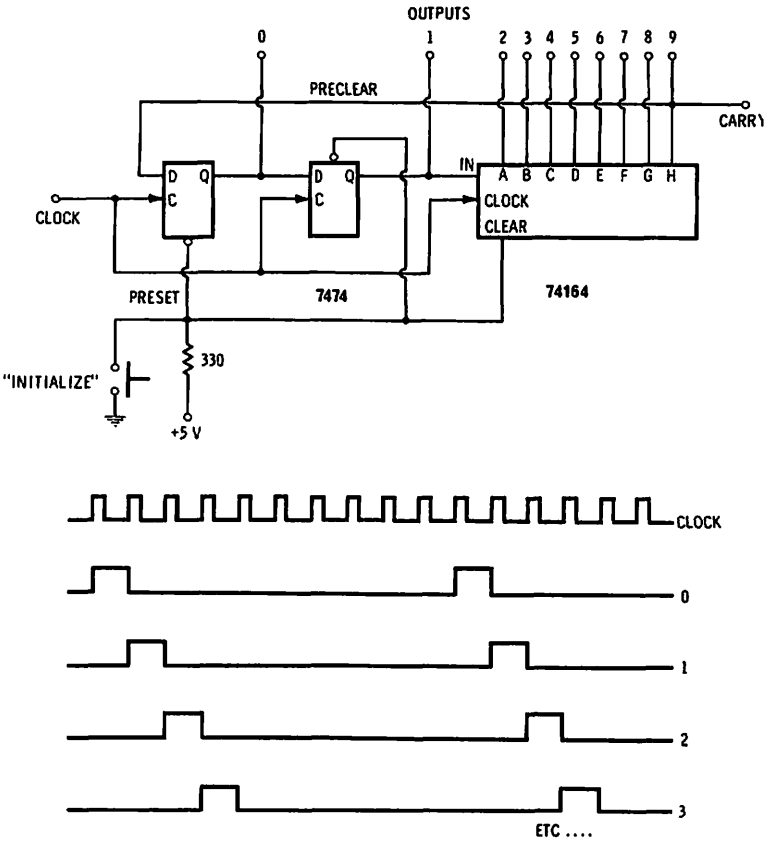 OUTPUTS
0 1 2 3 4 5 6 7 8 9
PRECLEAR
CARRY
D Q D Q IN A B C D E F G H
C C CLOCK
CLOCK
CLEAR
PRESET 7474 74164
330
"INITIALIZE"
+5 V
CLOCK
0
1
2
3
ETC ....